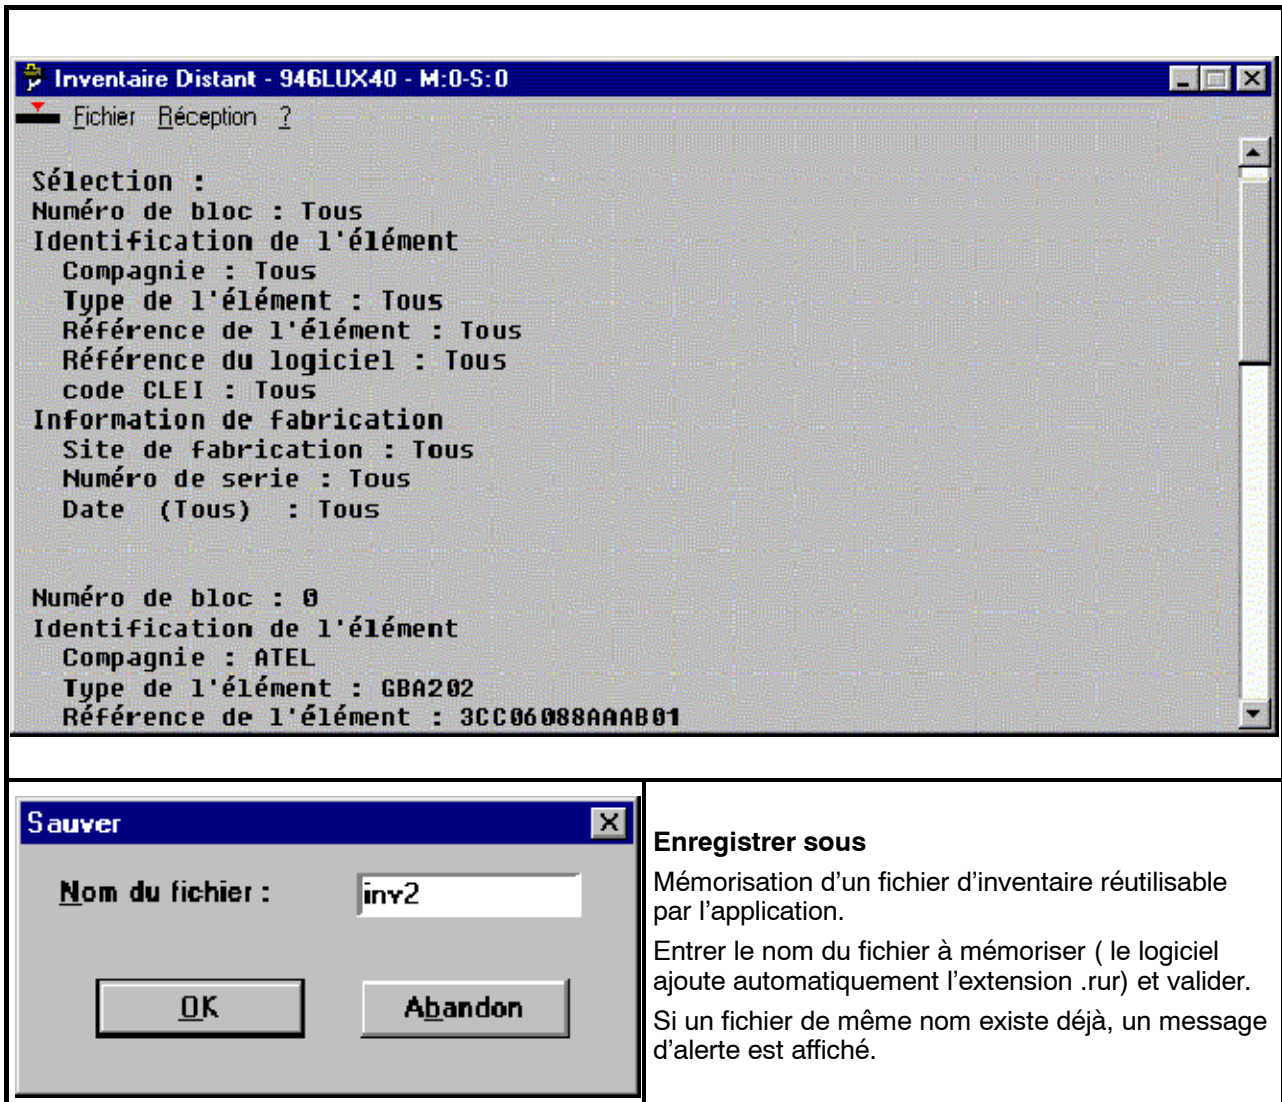 Inventaire Distant - 946LUX40 - M:0-S:0
Fichier Réception ?
Sélection :
Numéro de bloc : Tous
Identification de l'élément
Compagnie : Tous
Type de l'élément : Tous
Référence de l'élément : Tous
Référence du logiciel : Tous
code CLEI : Tous
Information de fabrication
Site de fabrication : Tous
Numéro de serie : Tous
Date (Tous) : Tous
Numéro de bloc : 0
Identification de l'élément
Compagnie : ATEL
Type de l'élément : GBA202
Référence de l'élément : 3CC06088AAAB01
Sauver
Nom du fichier : inv2
OK Abandon
Enregistrer sous
Mémorisation d’un fichier d’inventaire réutilisable
par l’application.
Entrer le nom du fichier à mémoriser ( le logiciel
ajoute automatiquement l’extension .rur) et valider.
Si un fichier de même nom existe déjà, un message
d’alerte est affiché.